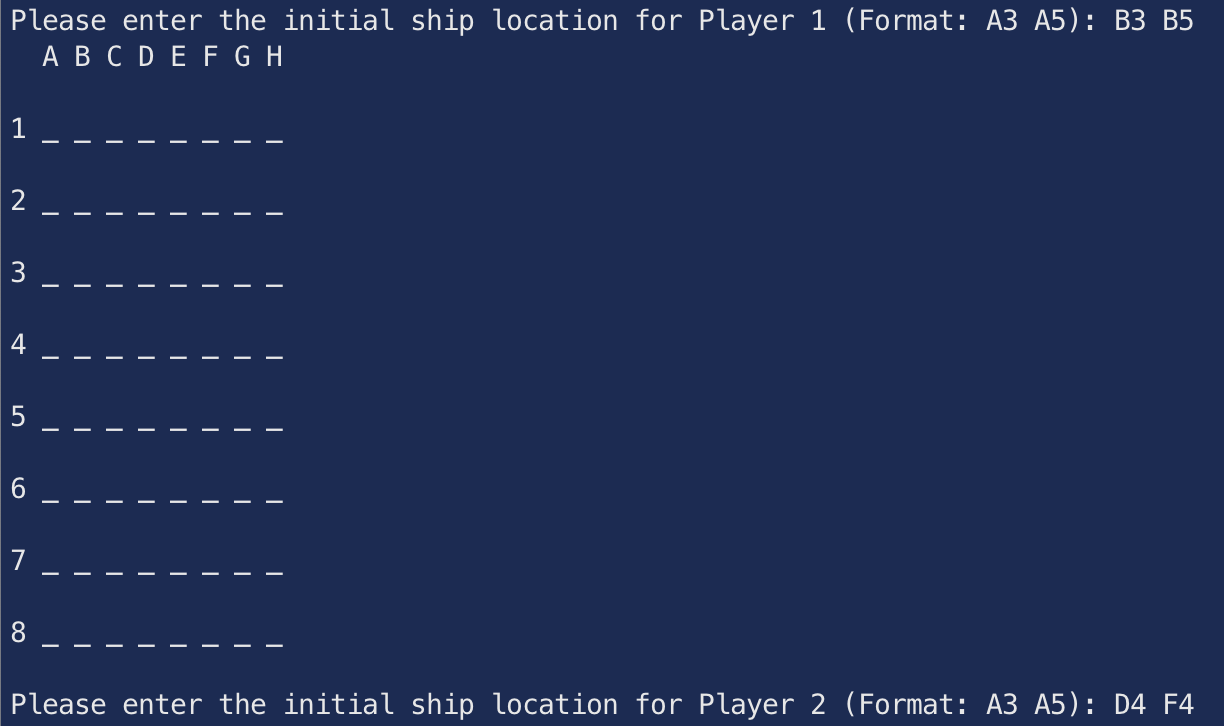 Please enter the initial ship location for Player 1 (Format: A3 A5): B3 B5
A B C D E F G H
1 _ _ _ _ _ _ _ _
2 _ _ _ _ _ _ _ _
3 _ _ _ _ _ _ _ _
4 _ _ _ _ _ _ _ _
5 _ _ _ _ _ _ _ _
6 _ _ _ _ _ _ _ _
7 _ _ _ _ _ _ _ _
8 _ _ _ _ _ _ _ _
Please enter the initial ship location for Player 2 (Format: A3 A5): D4 F4